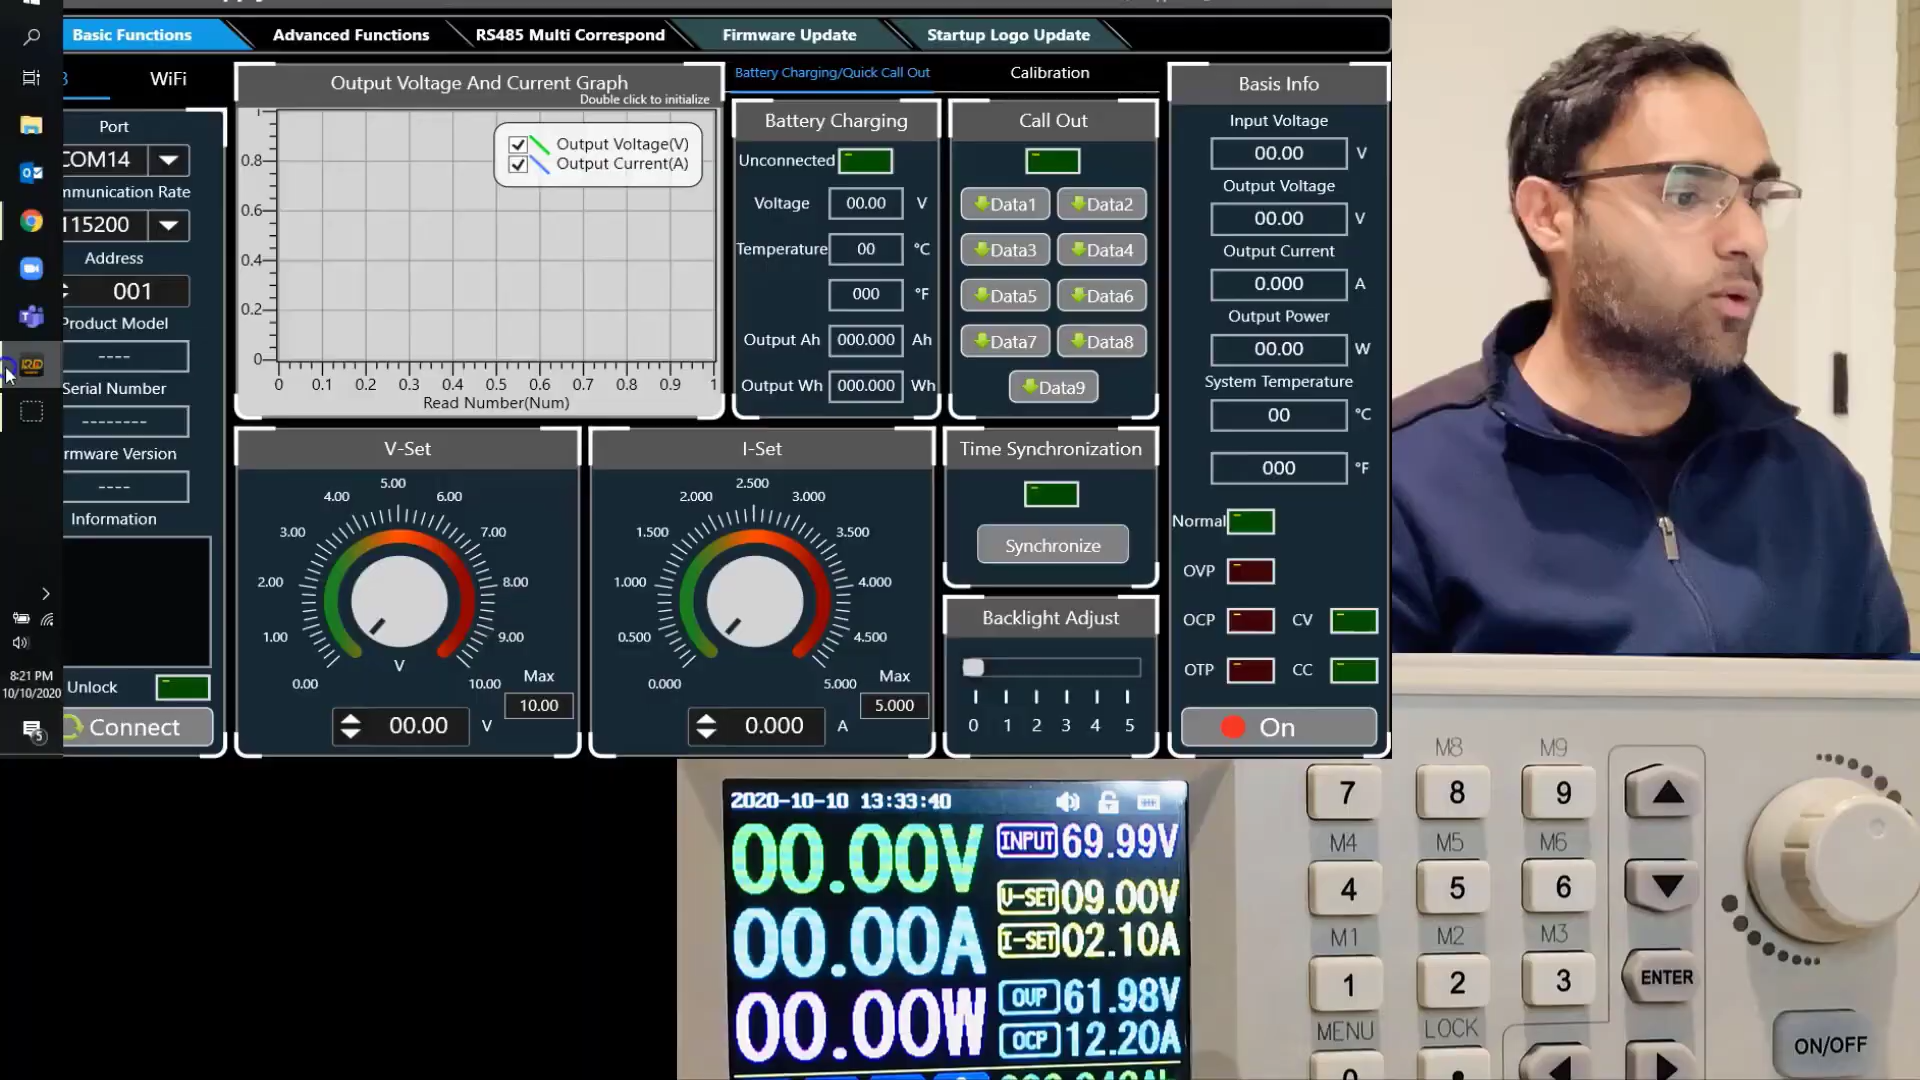 Basic Functions
Advanced Functions
RS485 Multi Correspond
Firmware Update
Startup Logo Update
WiFi
Port
COM14
mmunication Rate
115200
Address
001
Product Model
----
Serial Number
--------
rmware Version
----
Information
Unlock
Connect
8:21 PM
10/10/2020
5
RD
Output Voltage And Current Graph
Double click to initialize
Output Voltage(V)
Output Current(A)
1
0.8
0.6
0.4
0.2
0
0 0.1 0.2 0.3 0.4 0.5 0.6 0.7 0.8 0.9 1
Read Number(Num)
Battery Charging/Quick Call Out
Calibration
Battery Charging
Unconnected
Voltage 00.00 V
Temperature 00 °C
000 °F
Output Ah 000.000 Ah
Output Wh 000.000 Wh
Call Out
Data1 Data2
Data3 Data4
Data5 Data6
Data7 Data8
Data9
Basis Info
Input Voltage
00.00 V
Output Voltage
00.00 V
Output Current
0.000 A
Output Power
00.00 W
System Temperature
00 °C
000 °F
Normal
OVP
OCP CV
OTP CC
On
V-Set
0.00 1.00 2.00 3.00 4.00 5.00 6.00 7.00 8.00 9.00 10.00
V
Max
10.00
00.00 V
I-Set
0.000 0.500 1.000 1.500 2.000 2.500 3.000 3.500 4.000 4.500 5.000
Max
5.000
0.000 A
Time Synchronization
Synchronize
Backlight Adjust
0 1 2 3 4 5
2020-10-10 13:33:40
00.00V
00.00A
00.00W
INPUT 69.99V
V-SET 09.00V
I-SET 02.10A
OVP 61.98V
OCP 12.20A
M8 M9
7 8 9
M4 M5 M6
4 5 6
M1 M2 M3
1 2 3
MENU LOCK
0 .
ENTER
ON/OFF